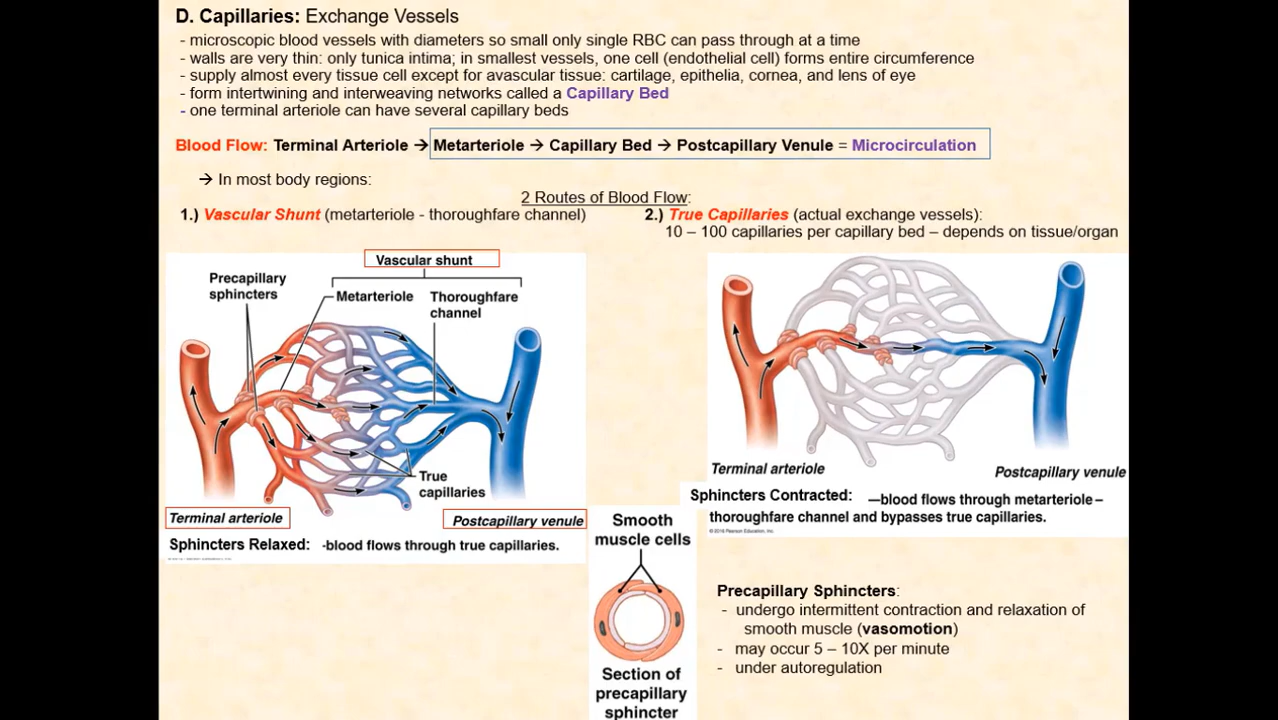 D. Capillaries: Exchange Vessels
- microscopic blood vessels with diameters so small only single RBC can pass through at a time
- walls are very thin: only tunica intima; in smallest vessels, one cell (endothelial cell) forms entire circumference
- supply almost every tissue cell except for avascular tissue: cartilage, epithelia, cornea, and lens of eye
- form intertwining and interweaving networks called a Capillary Bed
- one terminal arteriole can have several capillary beds
Blood Flow: Terminal Arteriole → Metarteriole → Capillary Bed → Postcapillary Venule = Microcirculation
→ In most body regions:
2 Routes of Blood Flow:
1.) Vascular Shunt (metarteriole - thoroughfare channel)
2.) True Capillaries (actual exchange vessels):
10 – 100 capillaries per capillary bed – depends on tissue/organ
Vascular shunt
Precapillary
sphincters
Metarteriole
Thoroughfare
channel
True
capillaries
Terminal arteriole
Postcapillary venule
Sphincters Relaxed: -blood flows through true capillaries.
Terminal arteriole
Postcapillary venule
Sphincters Contracted: —blood flows through metarteriole –
thoroughfare channel and bypasses true capillaries.
© 2016 Pearson Education, Inc.
Smooth
muscle cells
Section of
precapillary
sphincter
Precapillary Sphincters:
- undergo intermittent contraction and relaxation of
smooth muscle (vasomotion)
- may occur 5 – 10X per minute
- under autoregulation